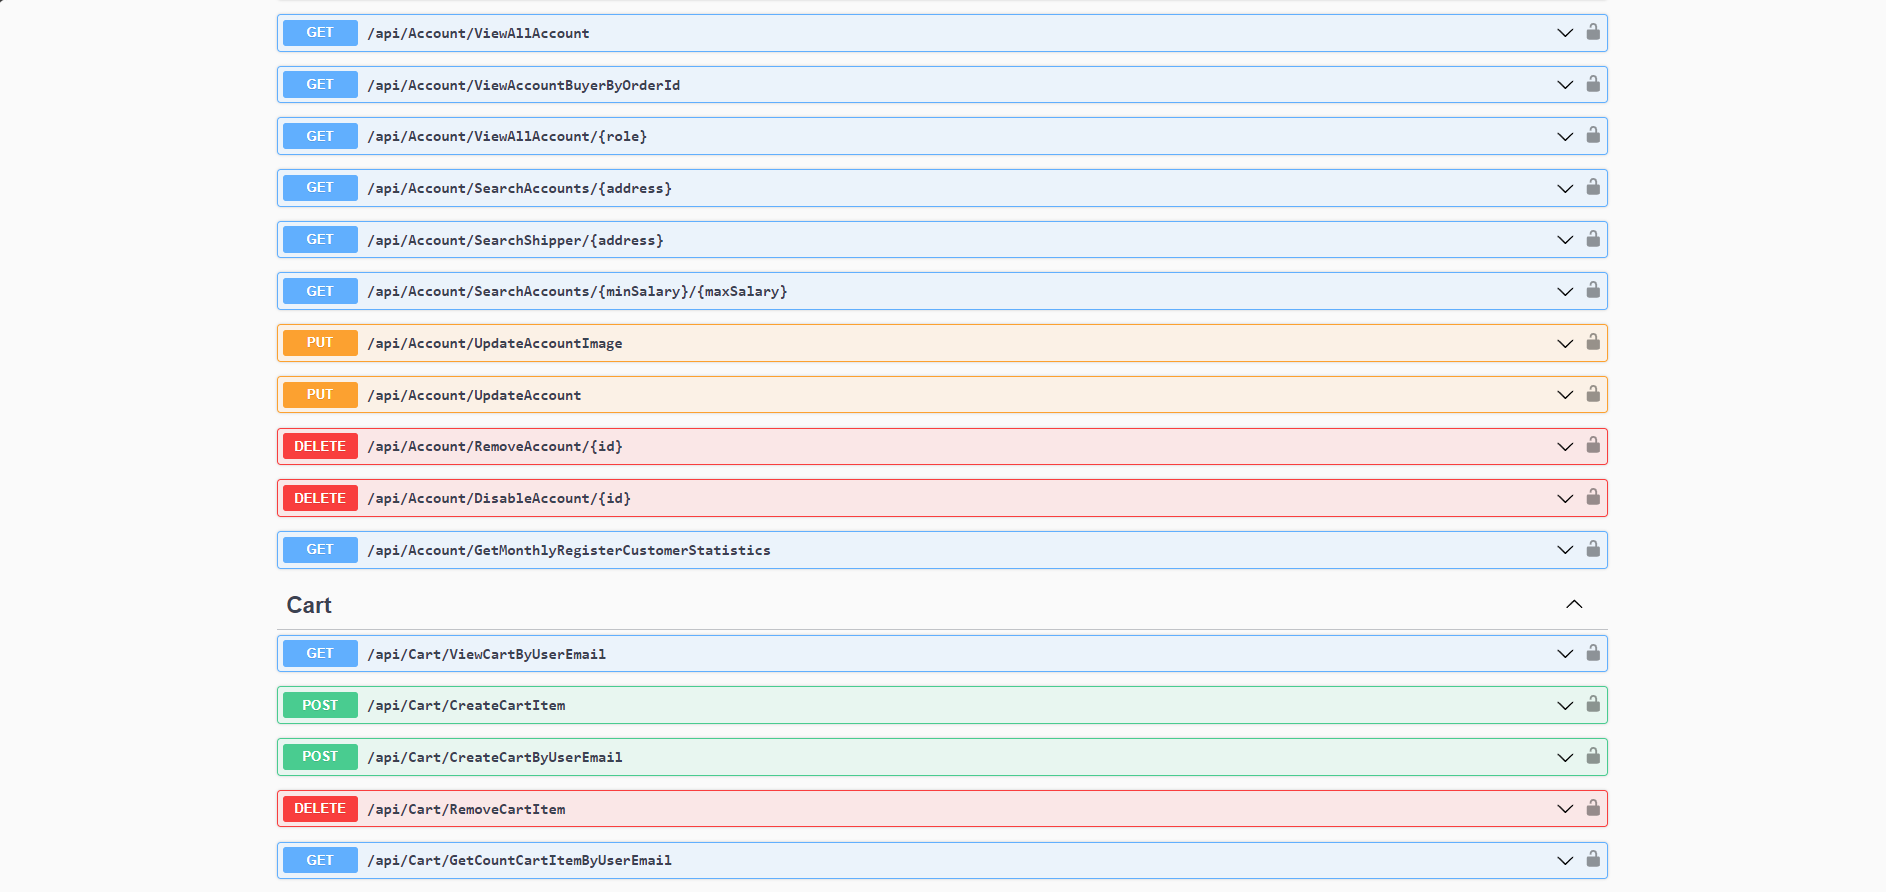 GET /api/Account/ViewAllAccount
GET /api/Account/ViewAccountBuyerByOrderId
GET /api/Account/ViewAllAccount/{role}
GET /api/Account/SearchAccounts/{address}
GET /api/Account/SearchShipper/{address}
GET /api/Account/SearchAccounts/{minSalary}/{maxSalary}
PUT /api/Account/UpdateAccountImage
PUT /api/Account/UpdateAccount
DELETE /api/Account/RemoveAccount/{id}
DELETE /api/Account/DisableAccount/{id}
GET /api/Account/GetMonthlyRegisterCustomerStatistics
Cart
GET /api/Cart/ViewCartByUserEmail
POST /api/Cart/CreateCartItem
POST /api/Cart/CreateCartByUserEmail
DELETE /api/Cart/RemoveCartItem
GET /api/Cart/GetCountCartItemByUserEmail